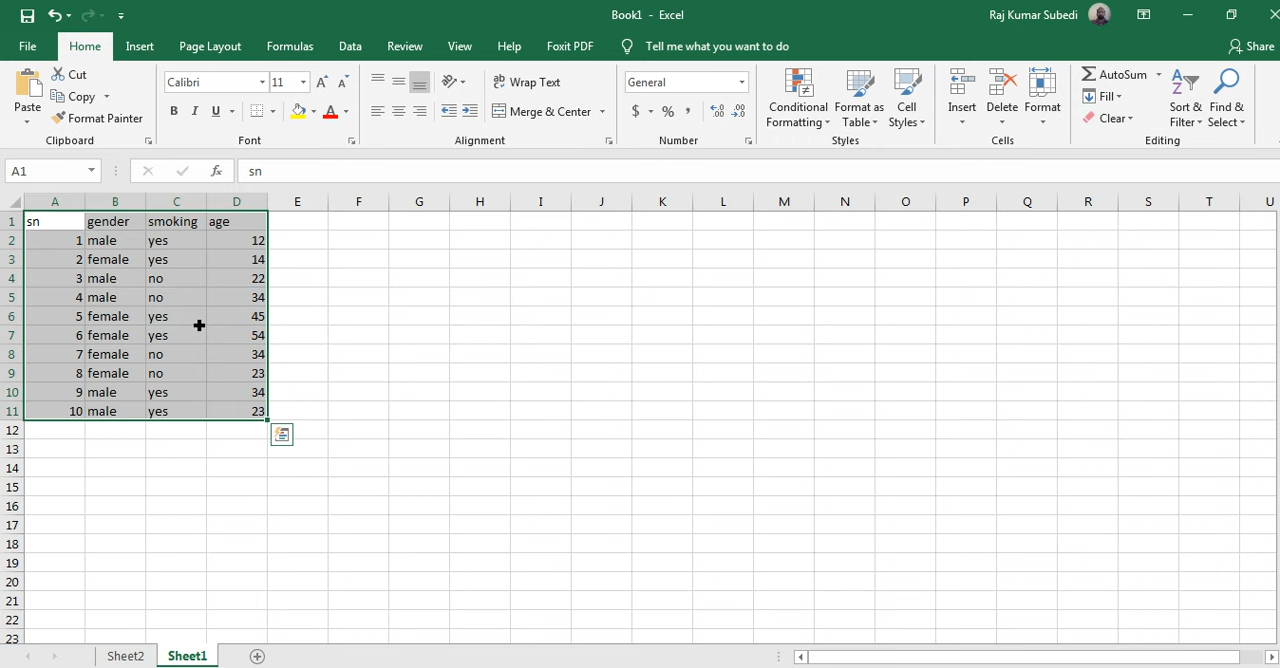 Book1 - Excel
Raj Kumar Subedi
File Home Insert Page Layout Formulas Data Review View Help Foxit PDF Tell me what you want to do Share
Paste
Cut
Copy
Format Painter
Clipboard
Calibri 11 A A
B I U A
Font
Wrap Text
Merge & Center
Alignment
General
$ % , .00 .0
Number
Conditional Formatting
Format as Table
Cell Styles
Styles
Insert Delete Format
Cells
AutoSum
Fill
Clear
Sort & Filter
Find & Select
Editing
A1 fx sn
A B C D E F G H I J K L M N O P Q R S T U
1 sn gender smoking age
2 1 male yes 12
3 2 female yes 14
4 3 male no 22
5 4 male no 34
6 5 female yes 45
7 6 female yes 54
8 7 female no 34
9 8 female no 23
10 9 male yes 34
11 10 male yes 23
12
13
14
15
16
17
18
19
20
21
22
23
Sheet2 Sheet1